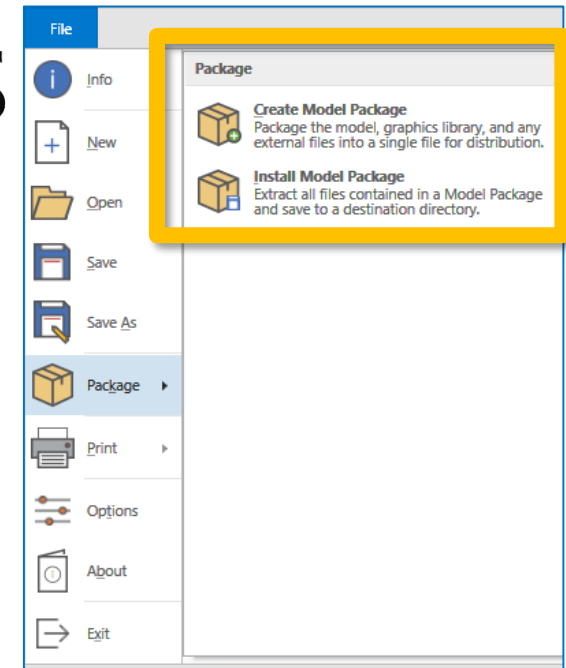 File
Info
New
Open
Save
Save As
Package
Print
Options
About
Exit
Package
Create Model Package
Package the model, graphics library, and any
external files into a single file for distribution.
Install Model Package
Extract all files contained in a Model Package
and save to a destination directory.